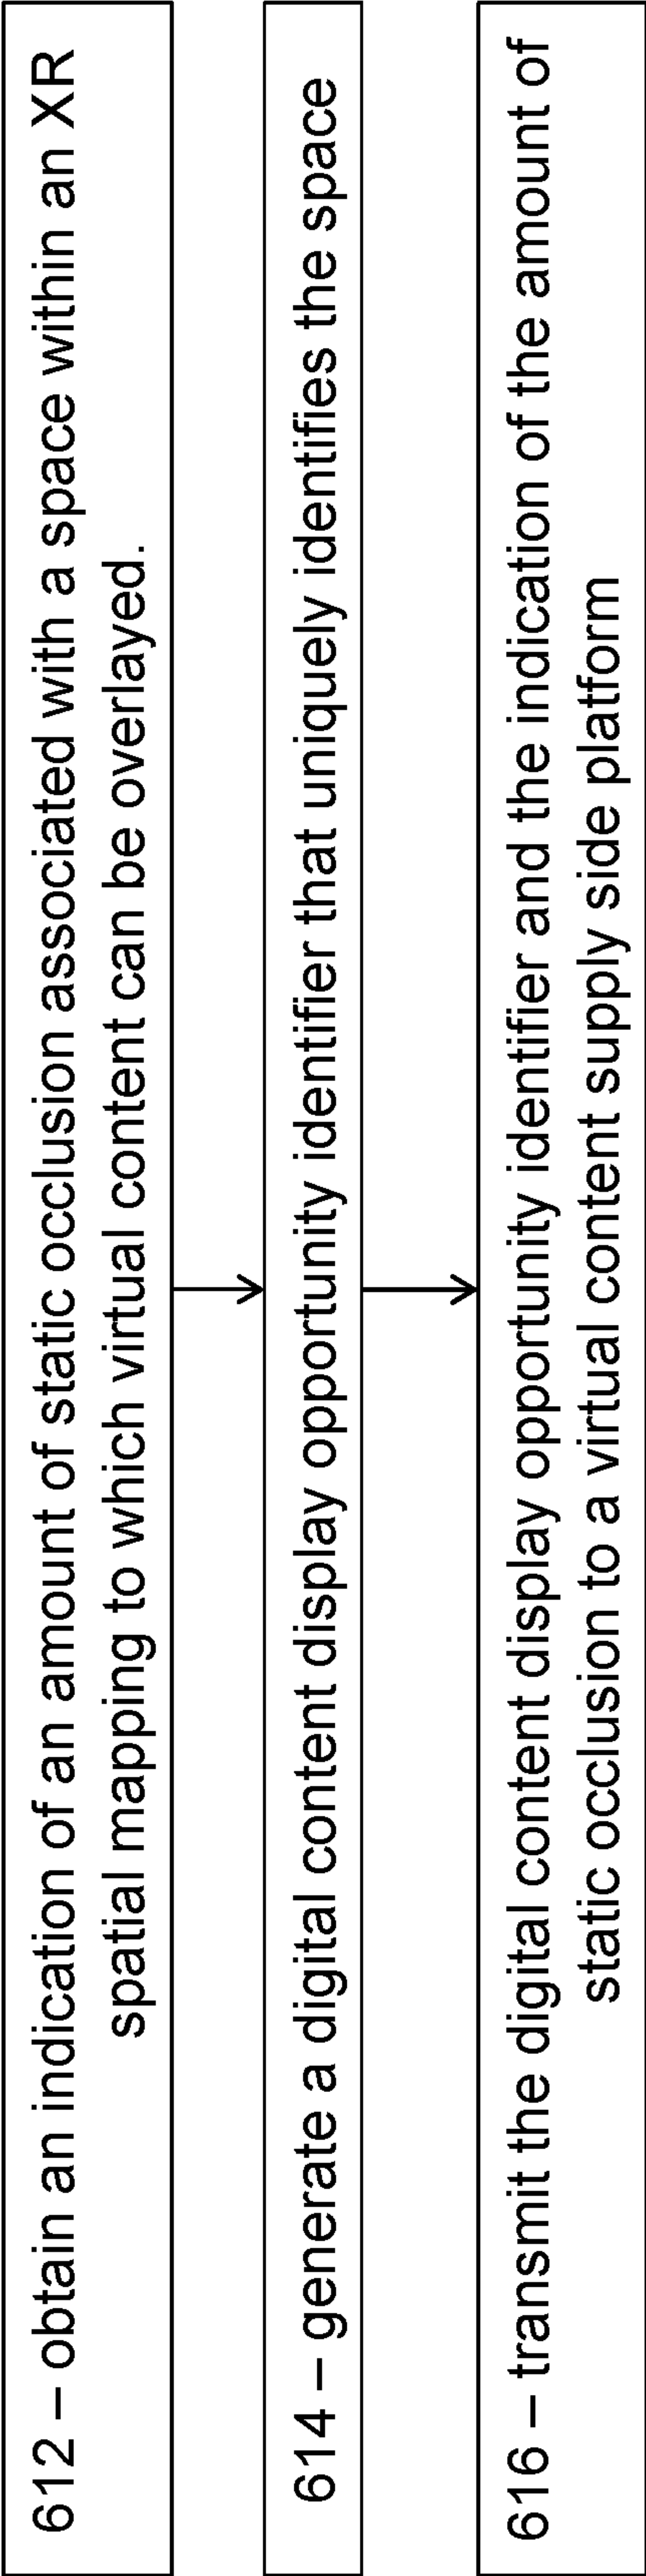 612 – obtain an indication of an amount of static occlusion associated with a space within an XR
spatial mapping to which virtual content can be overlayed.
614 – generate a digital content display opportunity identifier that uniquely identifies the space
616 – transmit the digital content display opportunity identifier and the indication of the amount of
static occlusion to a virtual content supply side platform